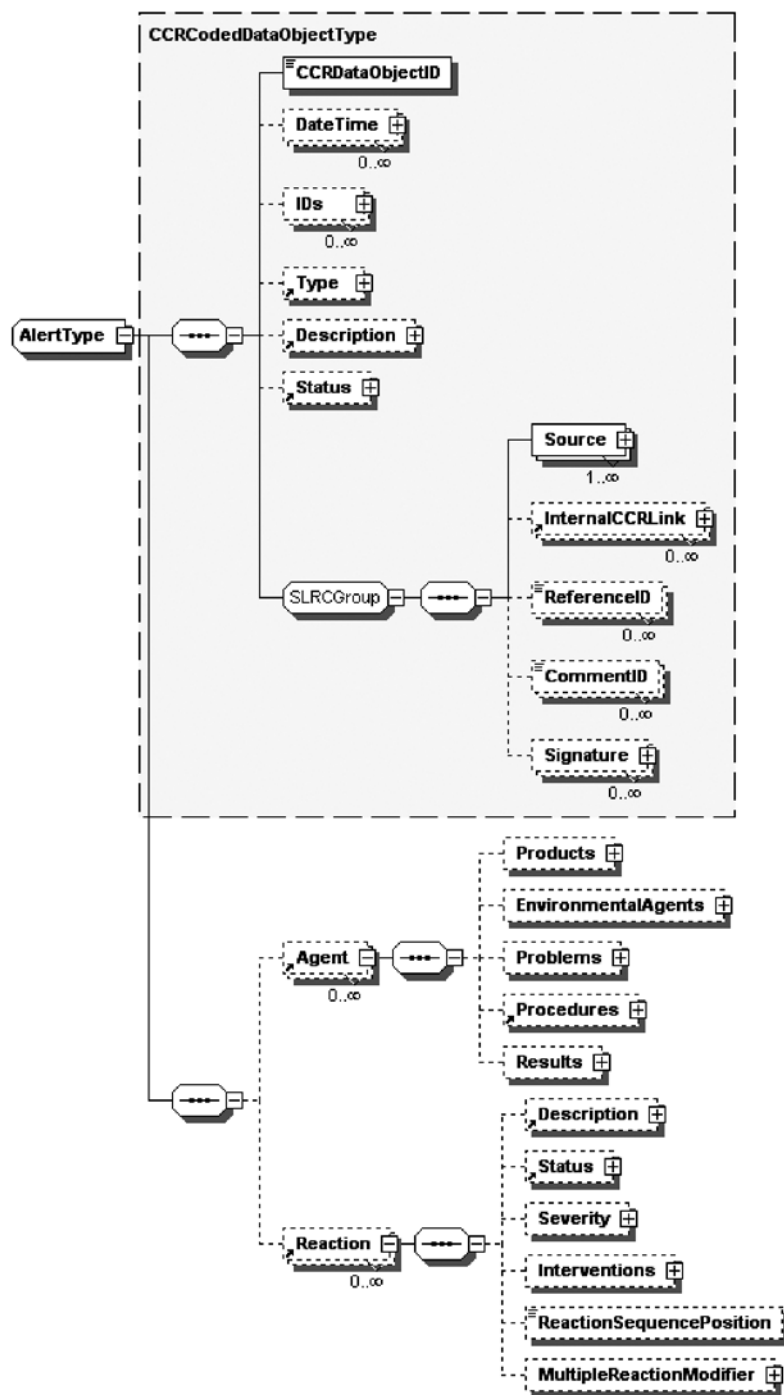 CCRCodedDataObjectType
CCRDataObjectID
DateTime
0..∞
IDs
0..∞
Type
AlertType
Description
Status
Source
1..∞
InternalCCRLink
0..∞
SLRCGroup
ReferenceID
0..∞
CommentID
0..∞
Signature
0..∞
Products
EnvironmentalAgents
Agent
0..∞
Problems
Procedures
Results
Description
Status
Severity
Reaction
0..∞
Interventions
ReactionSequencePosition
MultipleReactionModifier